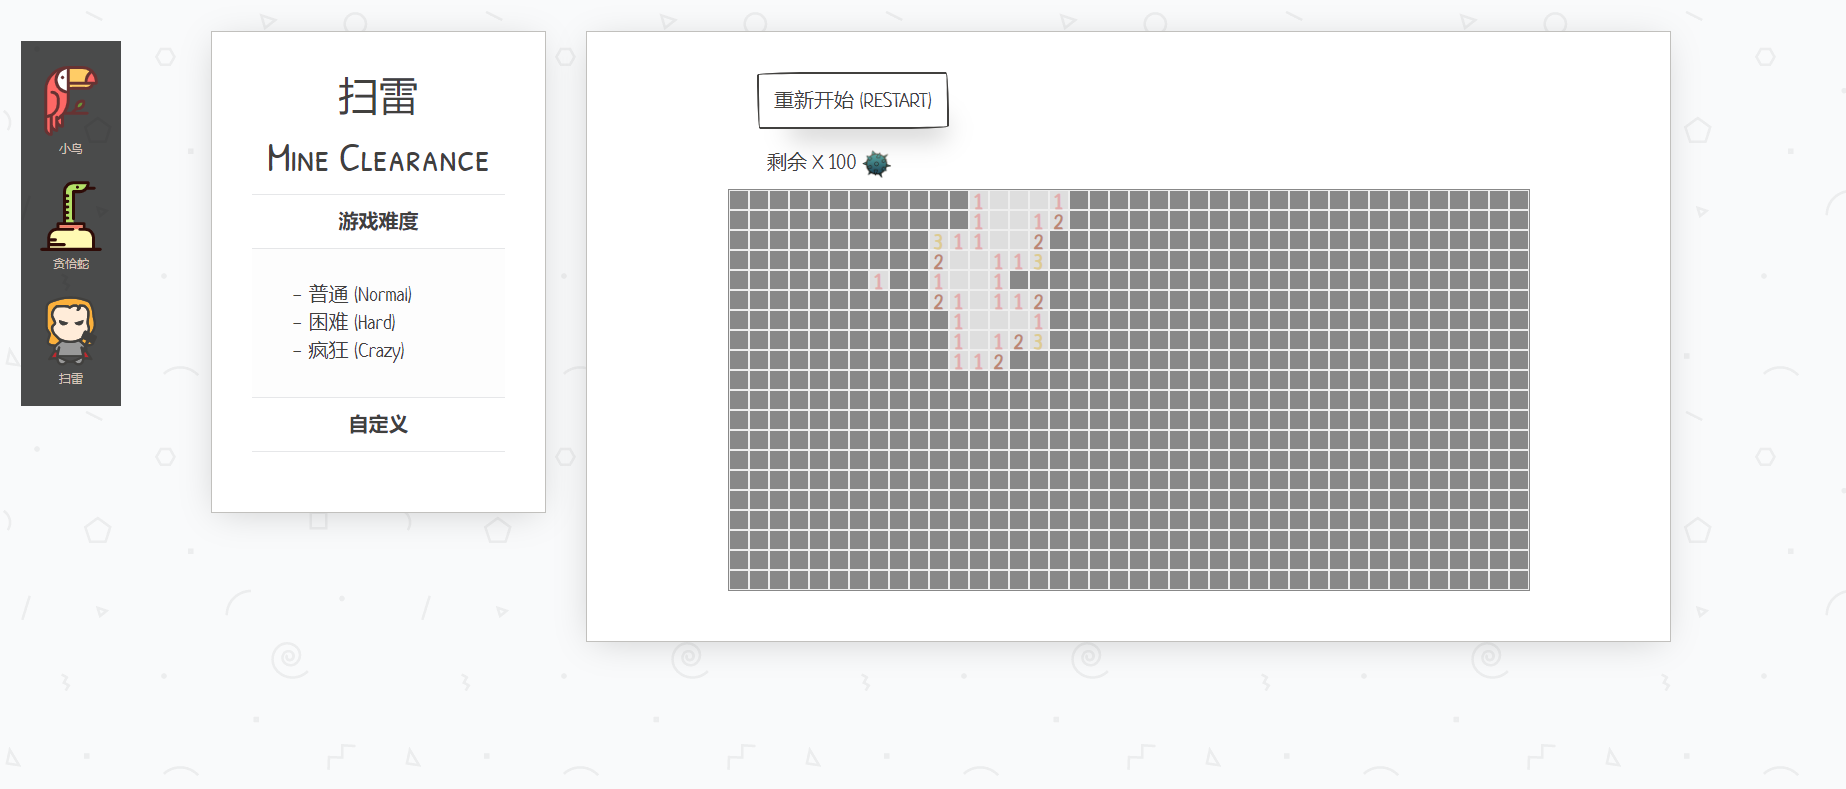 小鸟
贪恰蛇
扫雷
扫雷
Mine Clearance
游戏难度
- 普通 (Normal)
- 困难 (Hard)
- 疯狂 (Crazy)
自定义
重新开始 (RESTART)
剩余 X 100
1 1
1 1 2
3 1 1 2
2 1 1 3
1 1 1
2 1 1 1 2
1 1
1 1 2 3
1 1 2